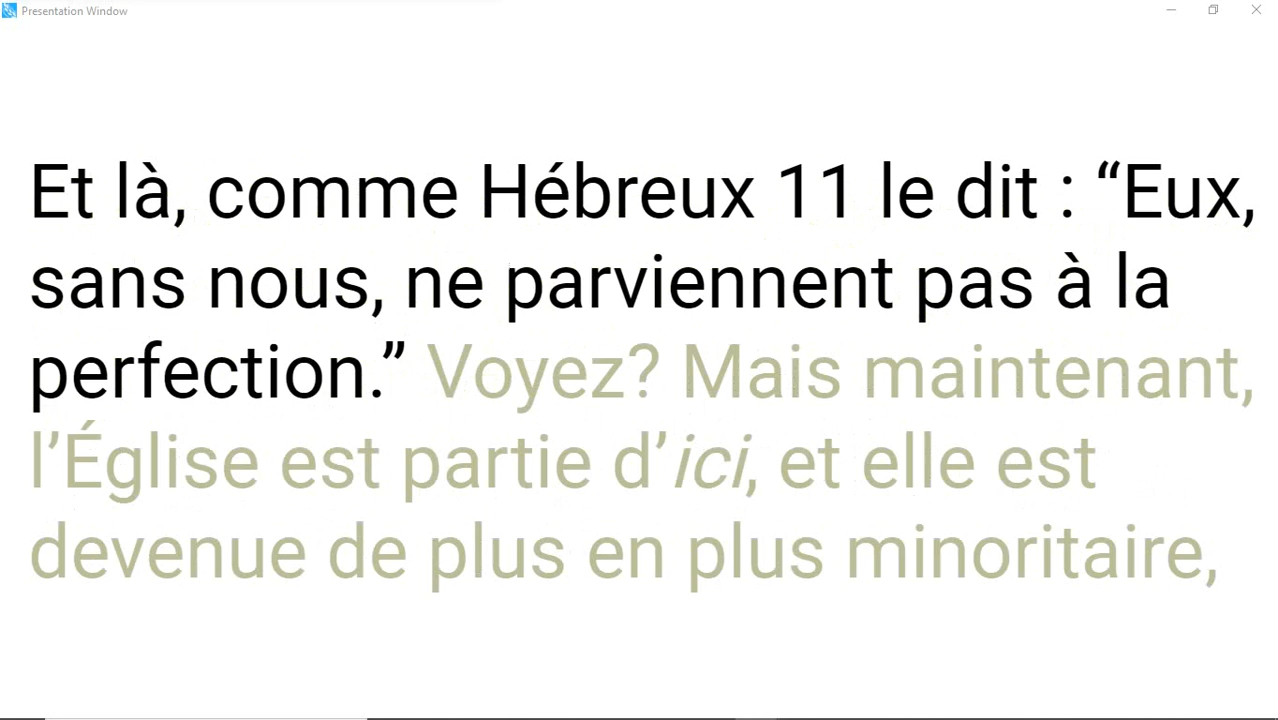 Presentation Window
Et là, comme Hébreux 11 le dit : “Eux,
sans nous, ne parviennent pas à la
perfection.” Voyez? Mais maintenant,
l’Église est partie d’ici, et elle est
devenue de plus en plus minoritaire,